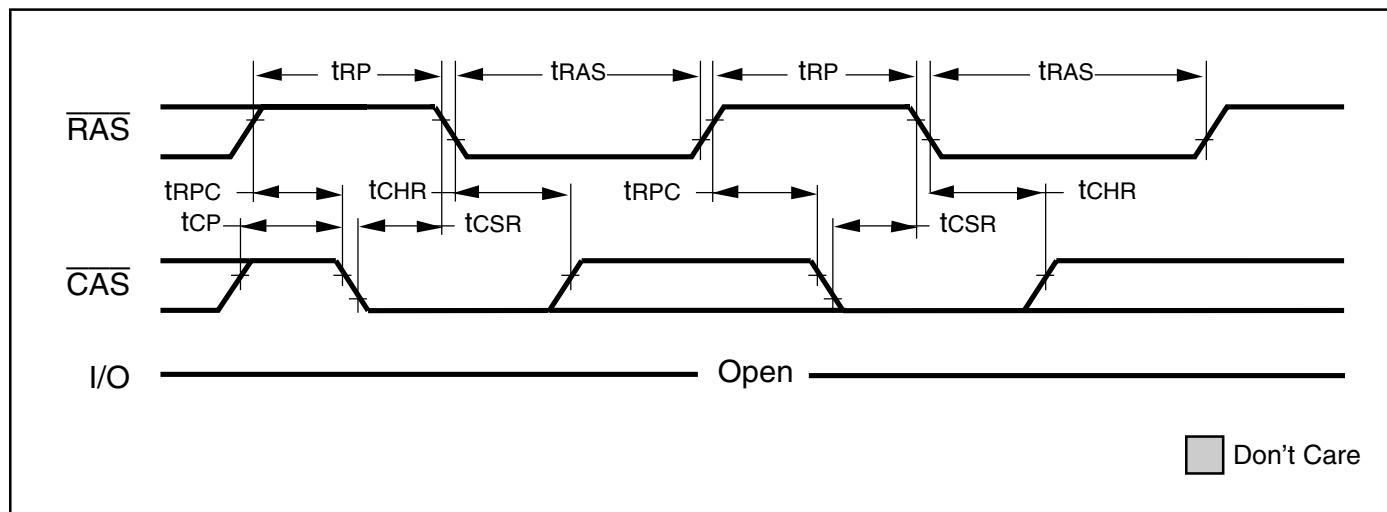 tRP tRAS tRP tRAS
RAS
tRPC tCHR tRPC tCHR
tCP tCSR tCSR
CAS
I/O Open
Don't Care